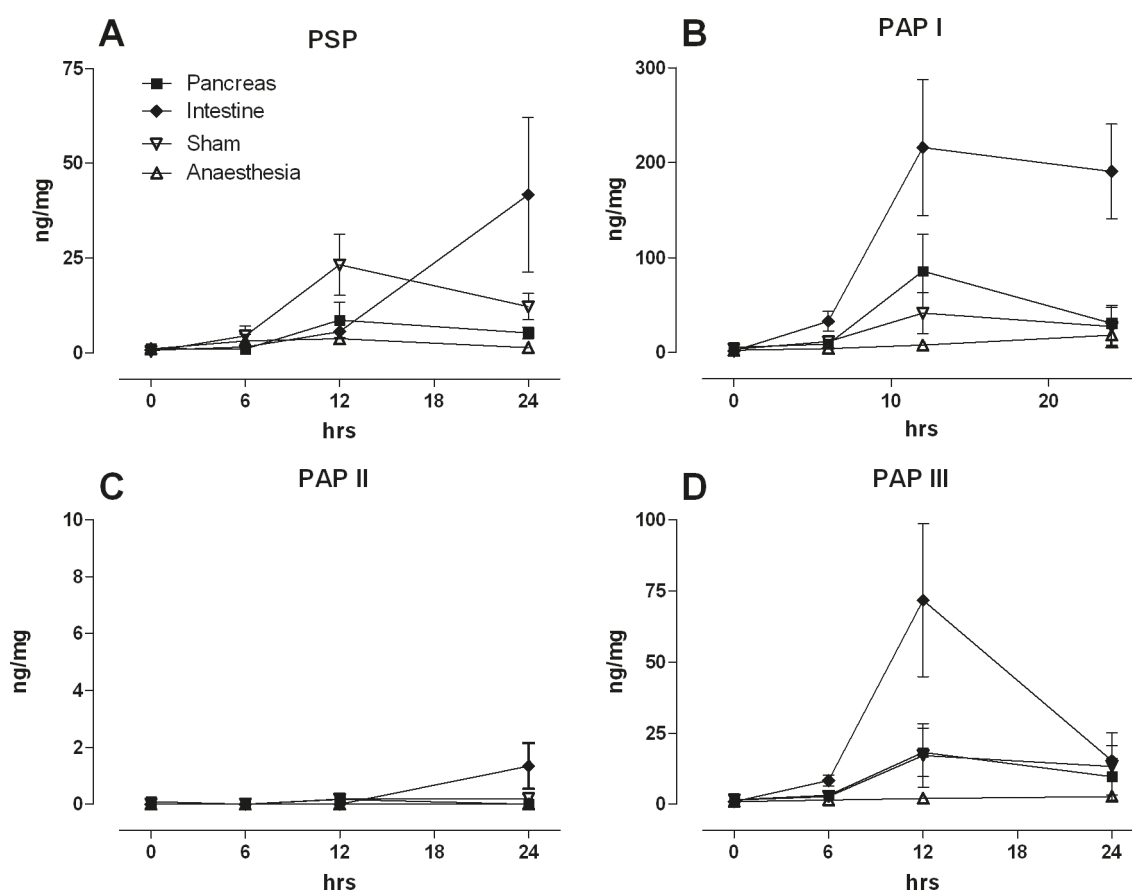 A
PSP
75
50
25
0
ng/mg
Pancreas
Intestine
Sham
Anaesthesia
0 6 12 18 24
hrs
B
PAP I
300
200
100
0
ng/mg
0 10 20
hrs
C
PAP II
10
8
6
4
2
0
ng/mg
0 6 12 18 24
hrs
D
PAP III
100
75
50
25
0
ng/mg
0 6 12 18 24
hrs